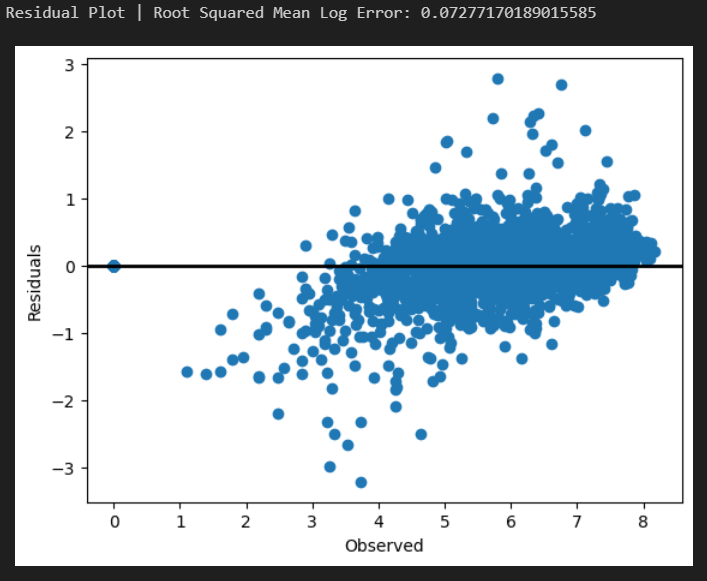 Residual Plot | Root Squared Mean Log Error: 0.07277170189015585
3
2
1
0
−1
−2
−3
Residuals
0 1 2 3 4 5 6 7 8
Observed